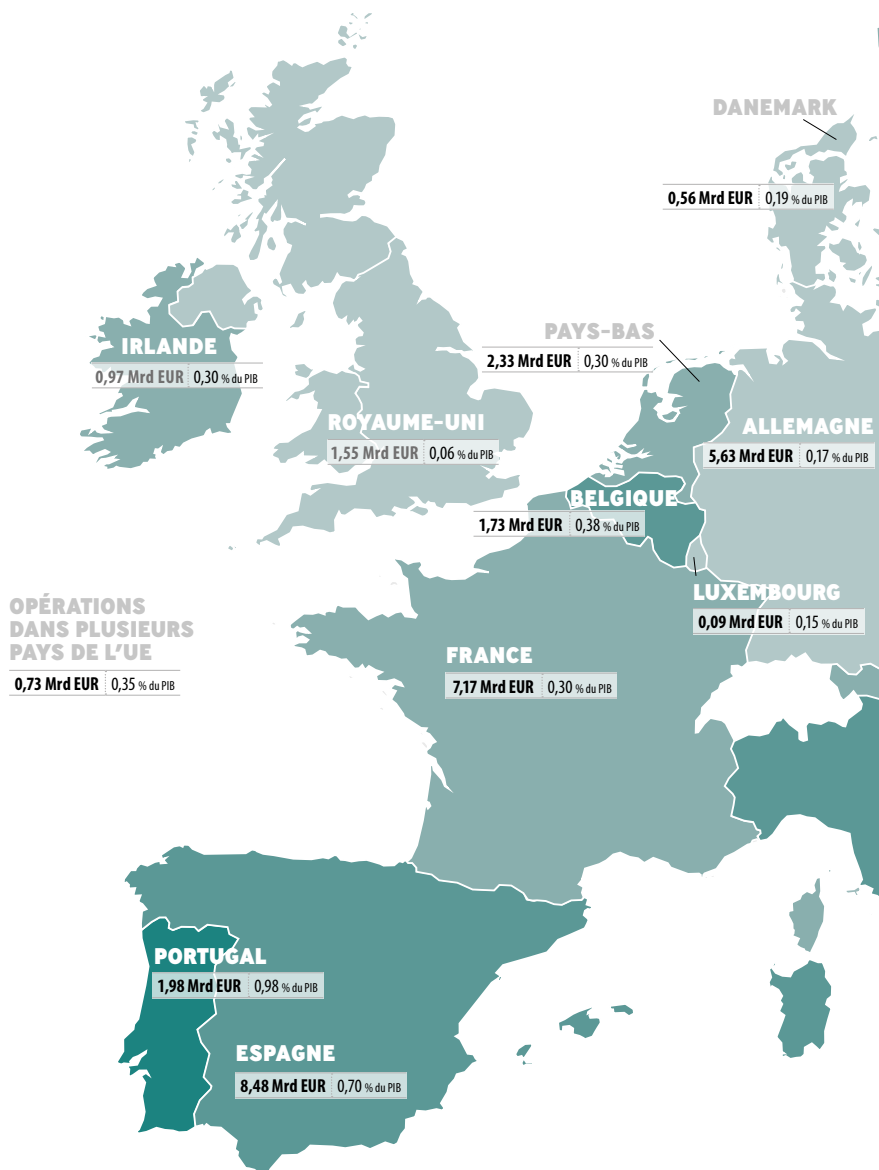 DANEMARK
0,56 Mrd EUR 0,19 % du PIB
IRLANDE
0,97 Mrd EUR 0,30 % du PIB
PAYS-BAS
2,33 Mrd EUR 0,30 % du PIB
ROYAUME-UNI
1,55 Mrd EUR 0,06 % du PIB
ALLEMAGNE
5,63 Mrd EUR 0,17 % du PIB
BELGIQUE
1,73 Mrd EUR 0,38 % du PIB
LUXEMBOURG
0,09 Mrd EUR 0,15 % du PIB
OPÉRATIONS
DANS PLUSIEURS
PAYS DE L'UE
0,73 Mrd EUR 0,35 % du PIB
FRANCE
7,17 Mrd EUR 0,30 % du PIB
PORTUGAL
1,98 Mrd EUR 0,98 % du PIB
ESPAGNE
8,48 Mrd EUR 0,70 % du PIB